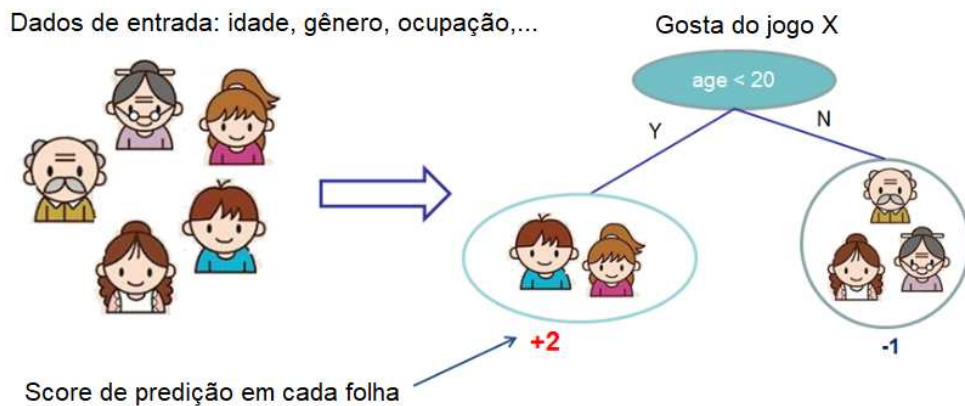 Dados de entrada: idade, gênero, ocupação,...
Gosta do jogo X
age < 20
Y
N
+2
-1
Score de predição em cada folha